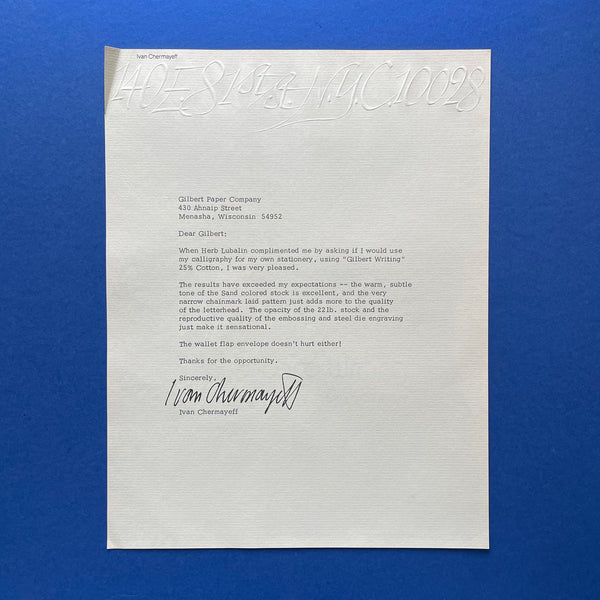 Ivan Chermayeff
140 E. 81st St. N.Y.C. 10028
Gilbert Paper Company
430 Ahnaip Street
Menasha, Wisconsin 54952
Dear Gilbert:
When Herb Lubalin complimented me by asking if I would use
my calligraphy for my own stationery, using "Gilbert Writing"
25% Cotton, I was very pleased.
The results have exceeded my expectations -- the warm, subtle
tone of the Sand colored stock is excellent, and the very
narrow chainmark laid pattern just adds more to the quality
of the letterhead. The opacity of the 22lb. stock and the
reproductive quality of the embossing and steel die engraving
just make it sensational.
The wallet flap envelope doesn't hurt either!
Thanks for the opportunity.
Sincerely,
Ivan Chermayeff
Ivan Chermayeff